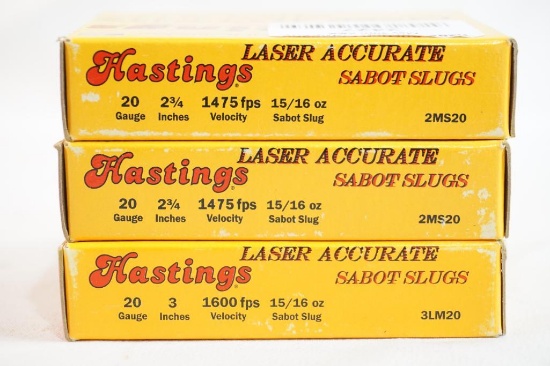 Hastings LASER ACCURATE
SABOT SLUGS
20 2¾ 1475 fps 15/16 oz
Gauge Inches Velocity Sabot Slug 2MS20
Hastings LASER ACCURATE
SABOT SLUGS
20 2¾ 1475 fps 15/16 oz
Gauge Inches Velocity Sabot Slug 2MS20
Hastings LASER ACCURATE
SABOT SLUGS
20 3 1600 fps 15/16 oz
Gauge Inches Velocity Sabot Slug 3LM20